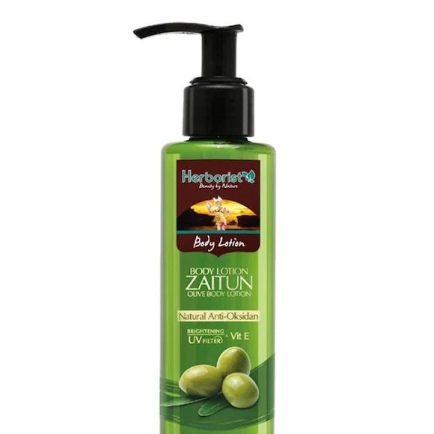 Herborist
Beauty by Nature
Body Lotion
BODY LOTION
ZAITUN
OLIVE BODY LOTION
Natural Anti-Oksidan
BRIGHTENING
UV FILTER + Vit E